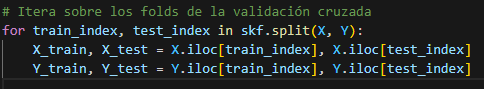 # Itera sobre los folds de la validación cruzada
for train_index, test_index in skf.split(X, Y):
    X_train, X_test = X.iloc[train_index], X.iloc[test_index]
    Y_train, Y_test = Y.iloc[train_index], Y.iloc[test_index]